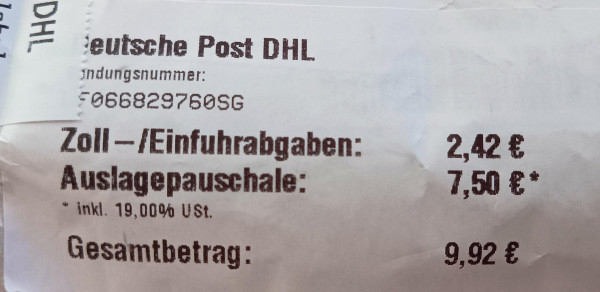 DHL
eutsche Post DHL
ndungsnummer:
F066829760SG
Zoll-/Einfuhrabgaben: 2,42 €
Auslagepauschale: 7,50 €*
* inkl. 19,00% USt.
Gesamtbetrag: 9,92 €